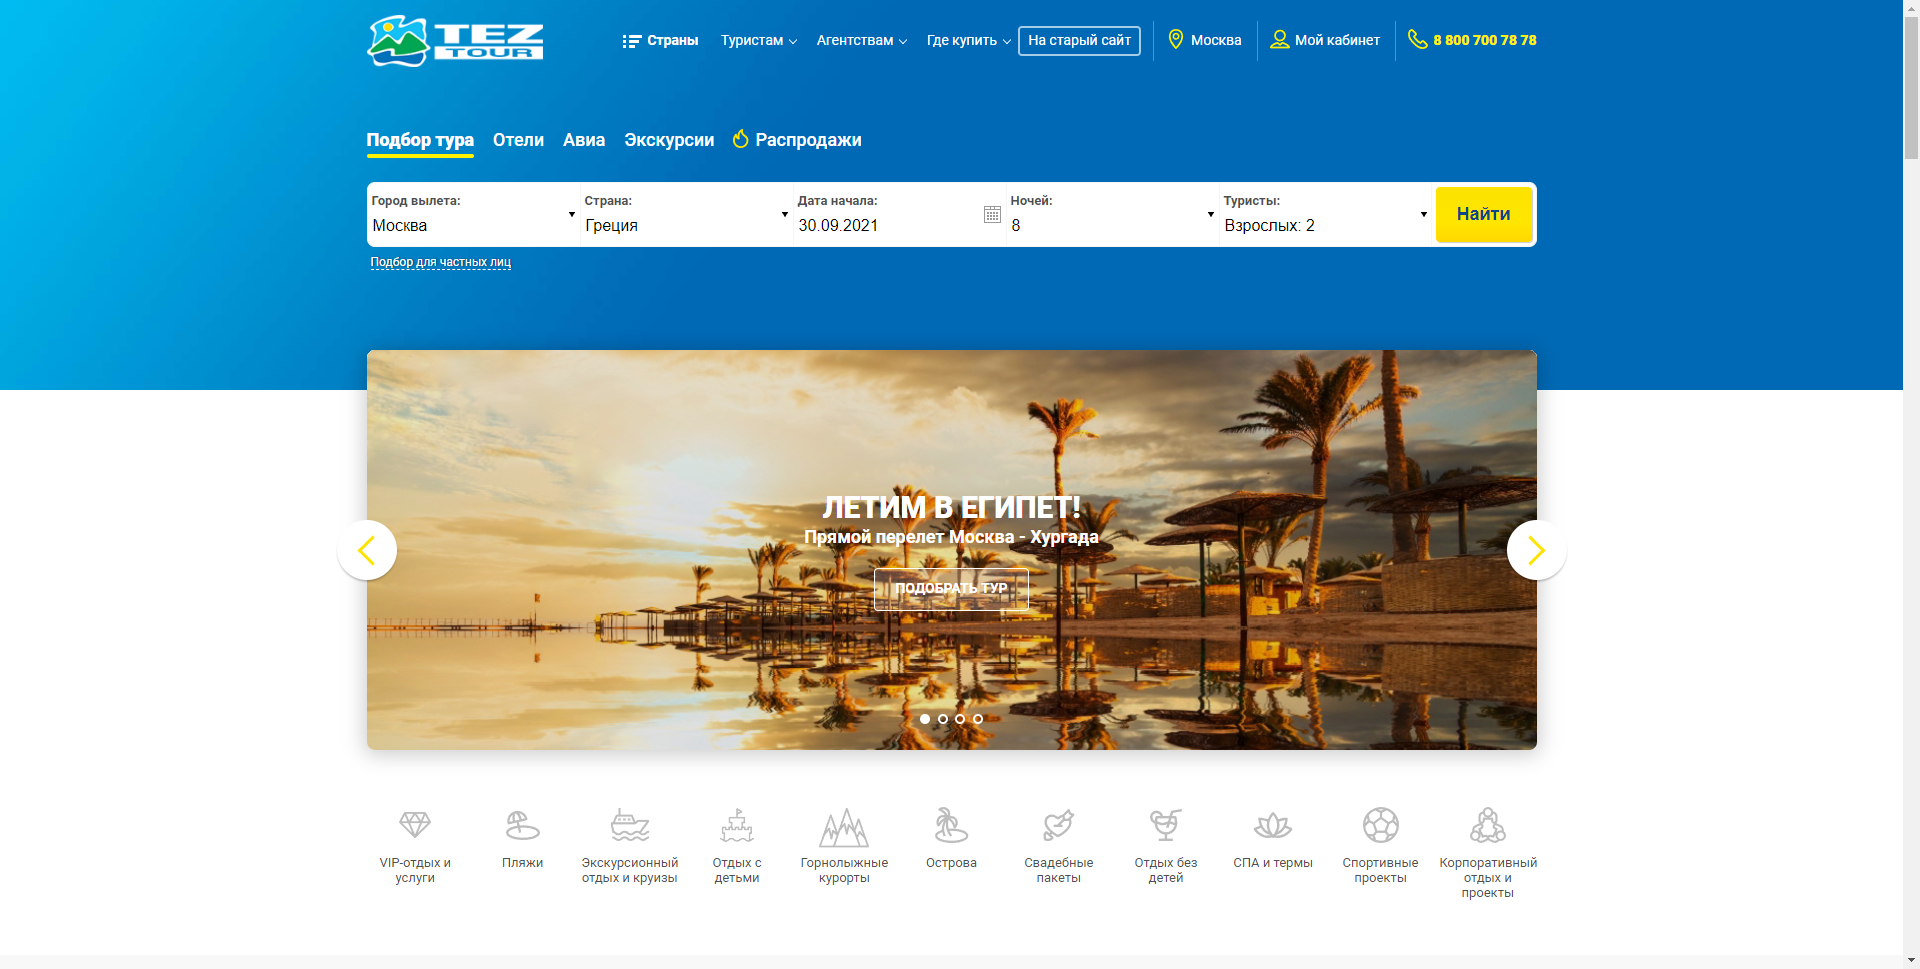 TEZ TOUR
Страны Туристам Агентствам Где купить На старый сайт Москва Мой кабинет 8 800 700 78 78
Подбор тура Отели Авиа Экскурсии Распродажи
Город вылета: Страна: Дата начала: Ночей: Туристы:
Москва Греция 30.09.2021 8 Взрослых: 2 Найти
Подбор для частных лиц
ЛЕТИМ В ЕГИПЕТ!
Прямой перелет Москва - Хургада
ПОДОБРАТЬ ТУР
VIP-отдых и услуги
Пляжи
Экскурсионный отдых и круизы
Отдых с детьми
Горнолыжные курорты
Острова
Свадебные пакеты
Отдых без детей
СПА и термы
Спортивные проекты
Корпоративный отдых и проекты